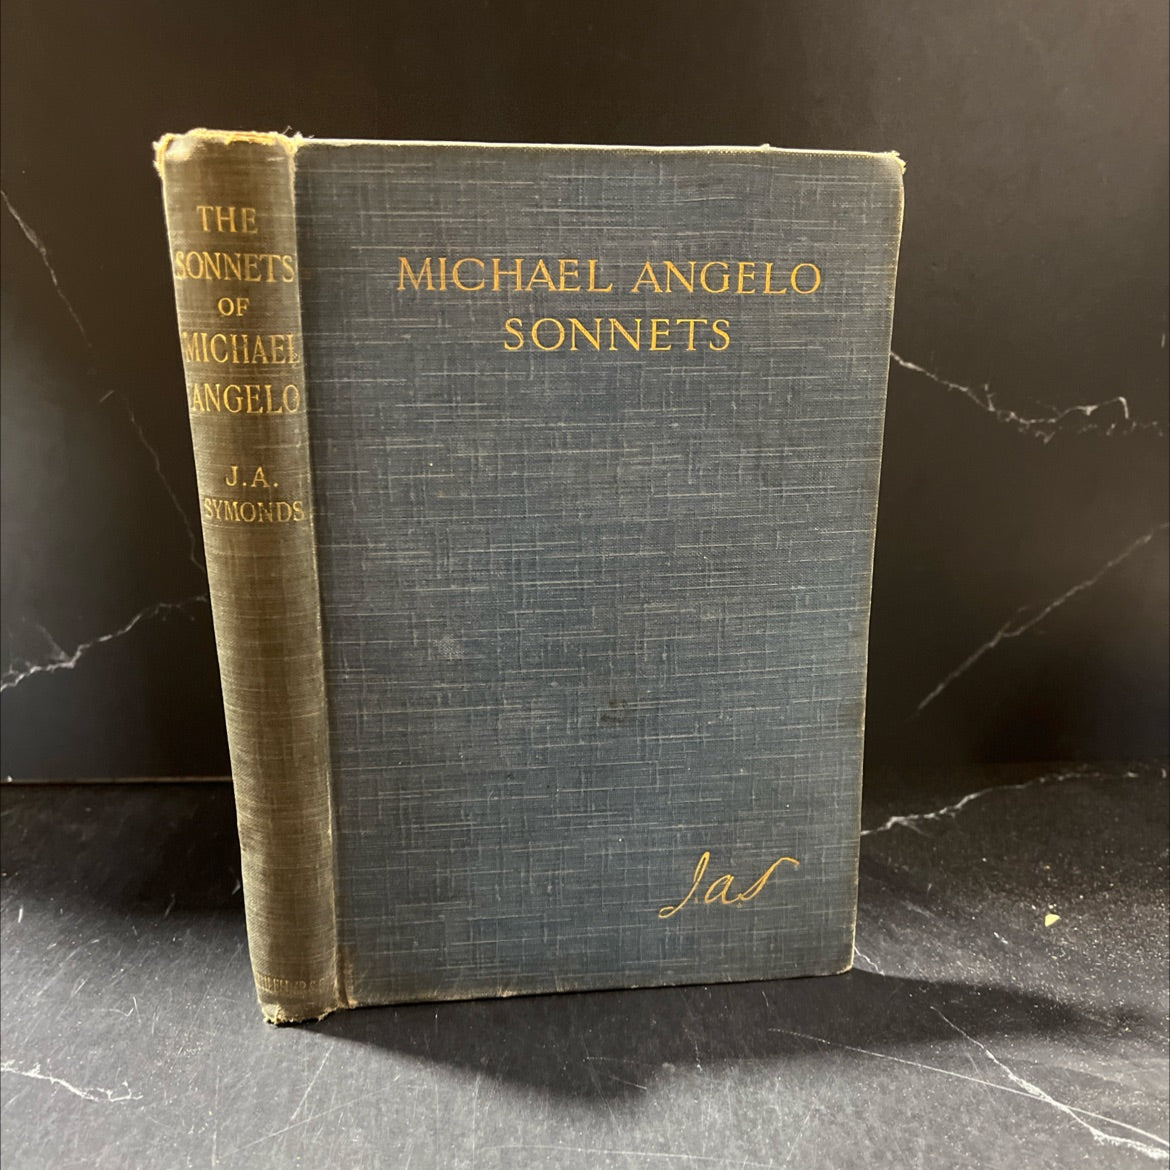 THE
SONNETS
OF
MICHAEL
ANGELO
J.A.
SYMONDS
MICHAEL ANGELO
SONNETS
Jas